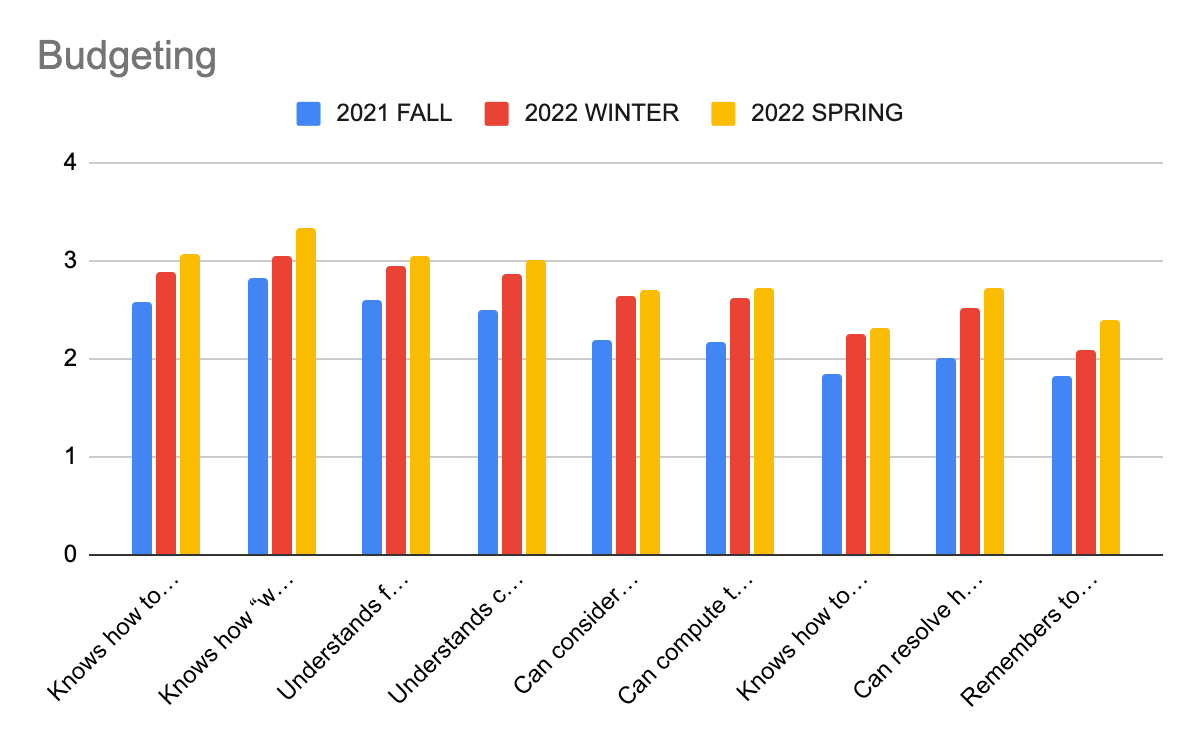 Budgeting
2021 FALL 2022 WINTER 2022 SPRING
4
3
2
1
0
Knows how to...
Knows how “w...
Understands f...
Understands c...
Can consider...
Can compute t...
Knows how to...
Can resolve h...
Remembers to...